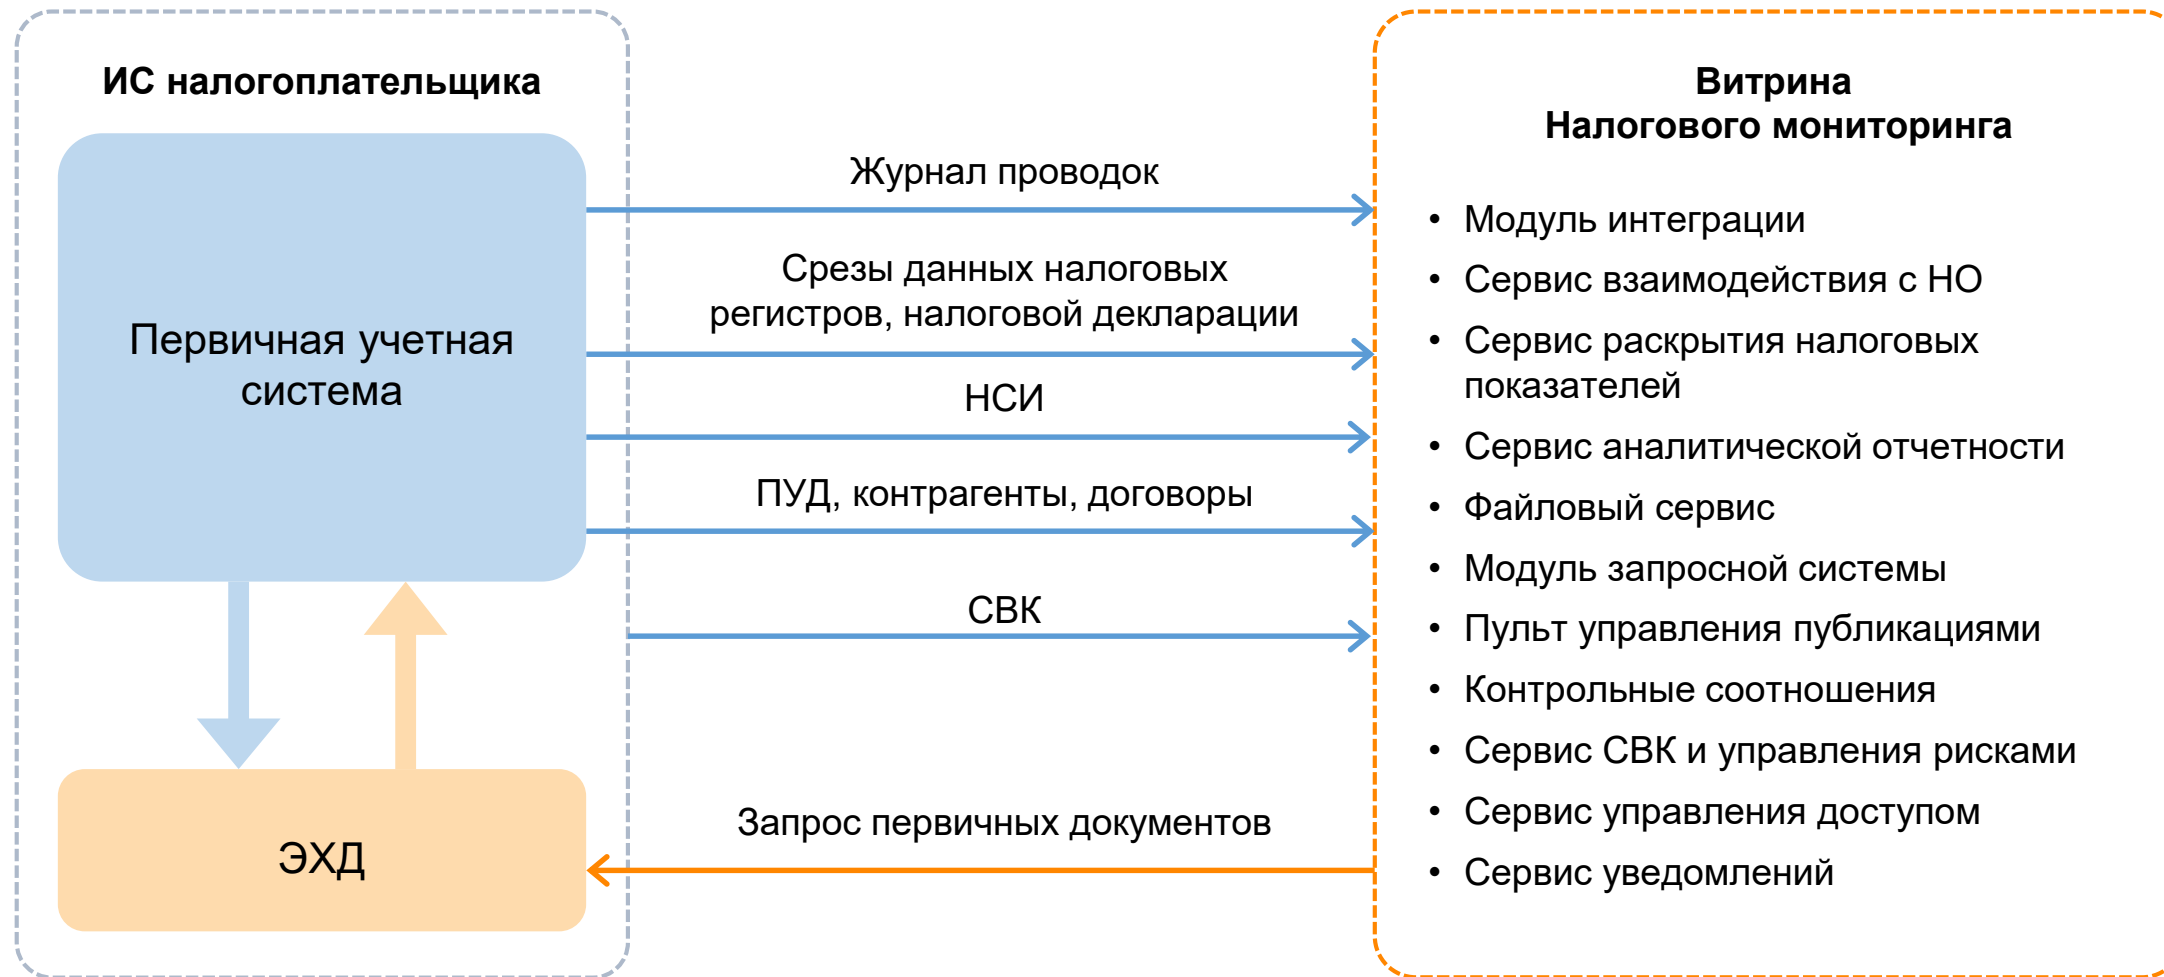 ИС налогоплательщика
Первичная учетная
система
ЭХД
Журнал проводок
Срезы данных налоговых
регистров, налоговой декларации
НСИ
ПУД, контрагенты, договоры
СВК
Запрос первичных документов
Витрина
Налогового мониторинга
• Модуль интеграции
• Сервис взаимодействия с НО
• Сервис раскрытия налоговых
показателей
• Сервис аналитической отчетности
• Файловый сервис
• Модуль запросной системы
• Пульт управления публикациями
• Контрольные соотношения
• Сервис СВК и управления рисками
• Сервис управления доступом
• Сервис уведомлений